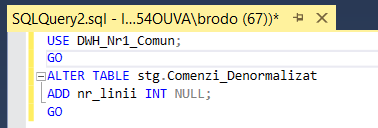 SQLQuery2.sql - I...54OUVA\brodo (67))*
USE DWH_Nr1_Comun;
GO
ALTER TABLE stg.Comenzi_Denormalizat
ADD nr_linii INT NULL;
GO